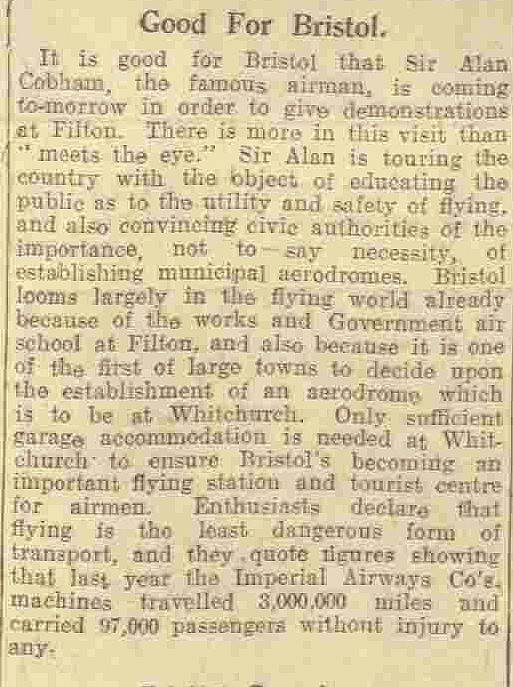 Good For Bristol.
It is good for Bristol that Sir Alan
Cobham, the famous airman, is coming
to-morrow in order to give demonstrations
at Filton. There is more in this visit than
"meets the eye." Sir Alan is touring the
country with the object of educating the
public as to the utility and safety of flying,
and also convincing civic authorities of the
importance, not to—say necessity, of
establishing municipal aerodromes. Bristol
looms largely in the flying world already
because of the works and Government air
school at Filton, and also because it is one
of the first of large towns to decide upon
the establishment of an aerodrome which
is to be at Whitchurch. Only sufficient
garage accommodation is needed at Whit-
church to ensure Bristol's becoming an
important flying station and tourist centre
for airmen. Enthusiasts declare that
flying is the least dangerous form of
transport, and they quote figures showing
that last year the Imperial Airways Co's.
machines travelled 3,000,000 miles and
carried 97,000 passengers without injury to
any.